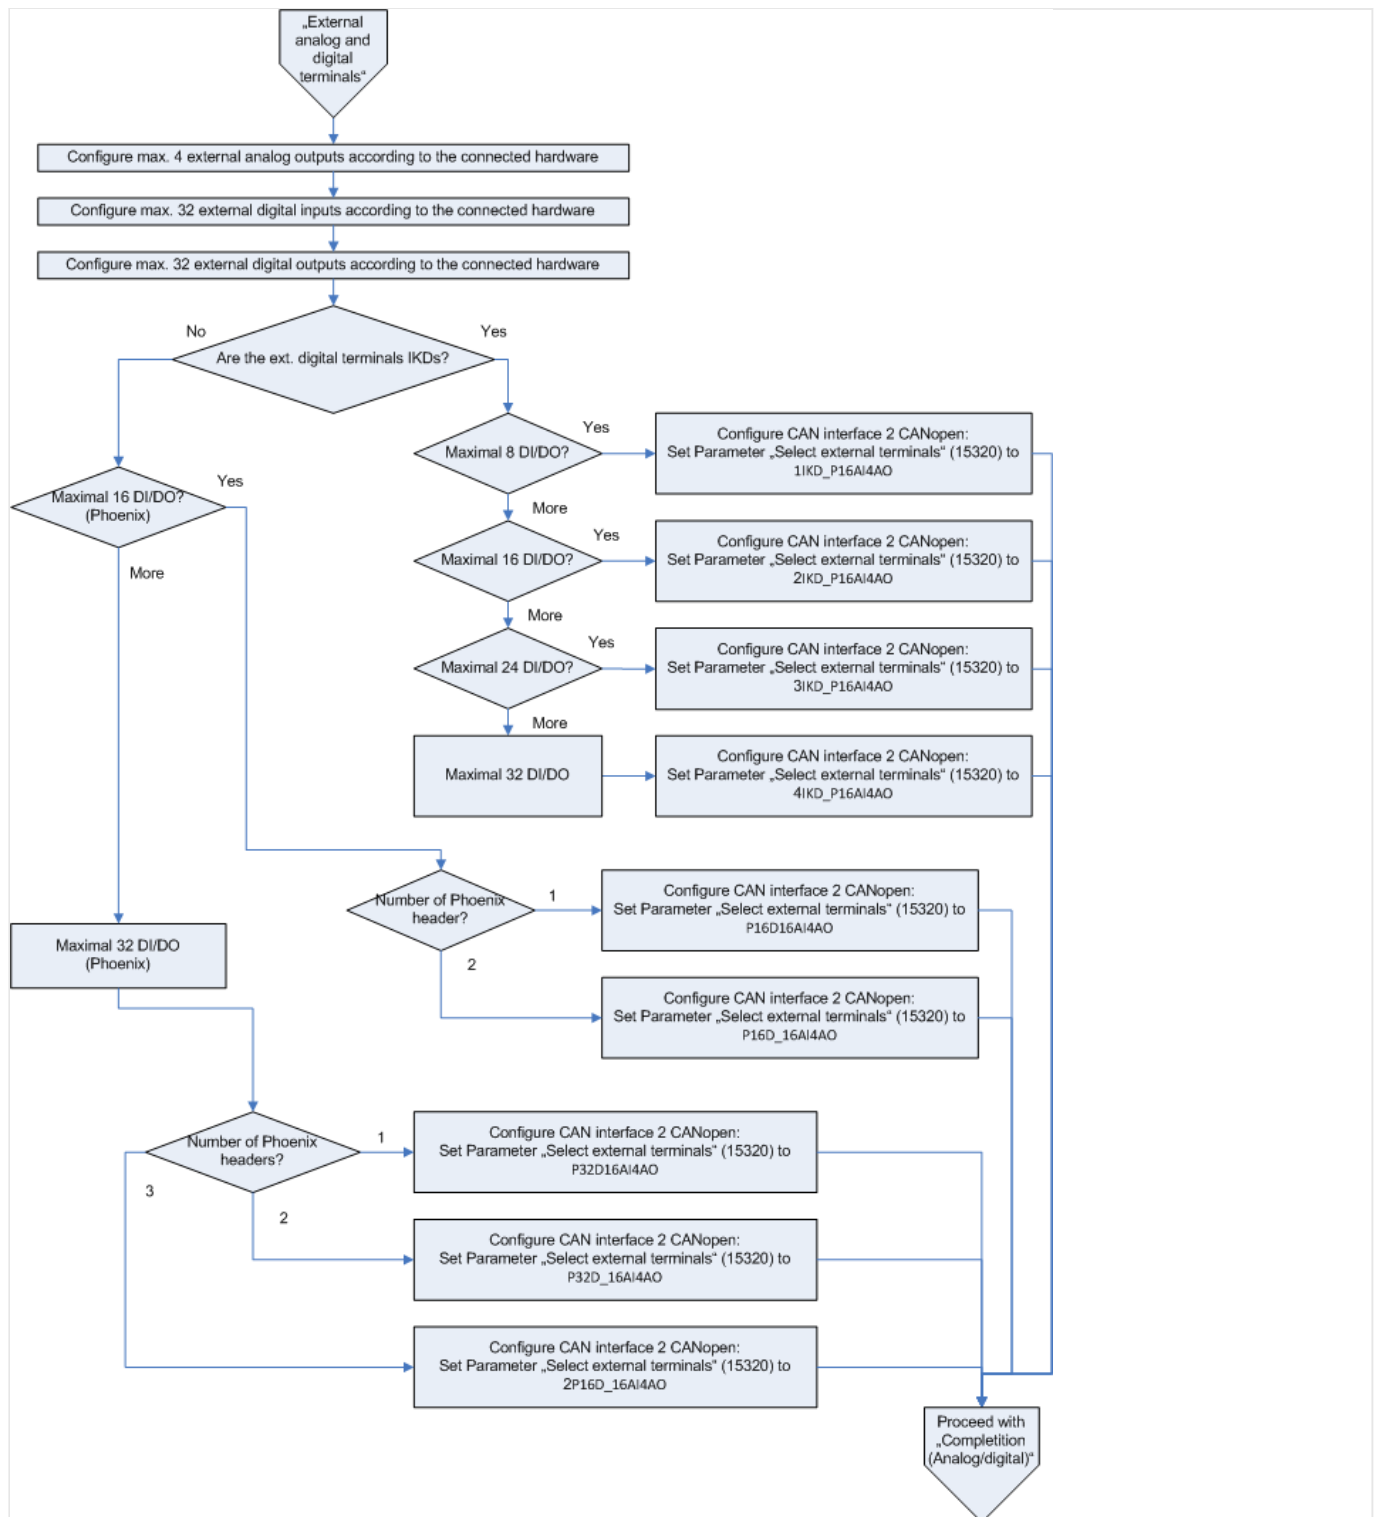 „External
analog and
digital
terminals“
Configure max. 4 external analog outputs according to the connected hardware
Configure max. 32 external digital inputs according to the connected hardware
Configure max. 32 external digital outputs according to the connected hardware
No
Yes
Are the ext. digital terminals IKDs?
Maximal 8 DI/DO?
Yes
Configure CAN interface 2 CANopen:
Set Parameter „Select external terminals“ (15320) to
1IKD_P16AI4AO
More
Maximal 16 DI/DO?
(Phoenix)
Yes
More
Maximal 16 DI/DO?
Yes
Configure CAN interface 2 CANopen:
Set Parameter „Select external terminals“ (15320) to
2IKD_P16AI4AO
More
Maximal 24 DI/DO?
Yes
Configure CAN interface 2 CANopen:
Set Parameter „Select external terminals“ (15320) to
3IKD_P16AI4AO
More
Maximal 32 DI/DO
Configure CAN interface 2 CANopen:
Set Parameter „Select external terminals“ (15320) to
4IKD_P16AI4AO
Number of Phoenix
header?
1
Configure CAN interface 2 CANopen:
Set Parameter „Select external terminals“ (15320) to
P16D16AI4AO
2
Configure CAN interface 2 CANopen:
Set Parameter „Select external terminals“ (15320) to
P16D_16AI4AO
Maximal 32 DI/DO
(Phoenix)
Number of Phoenix
headers?
1
Configure CAN interface 2 CANopen:
Set Parameter „Select external terminals“ (15320) to
P32D16AI4AO
3
2
Configure CAN interface 2 CANopen:
Set Parameter „Select external terminals“ (15320) to
P32D_16AI4AO
Configure CAN interface 2 CANopen:
Set Parameter „Select external terminals“ (15320) to
2P16D_16AI4AO
Proceed with
„Completition
(Analog/digital)“